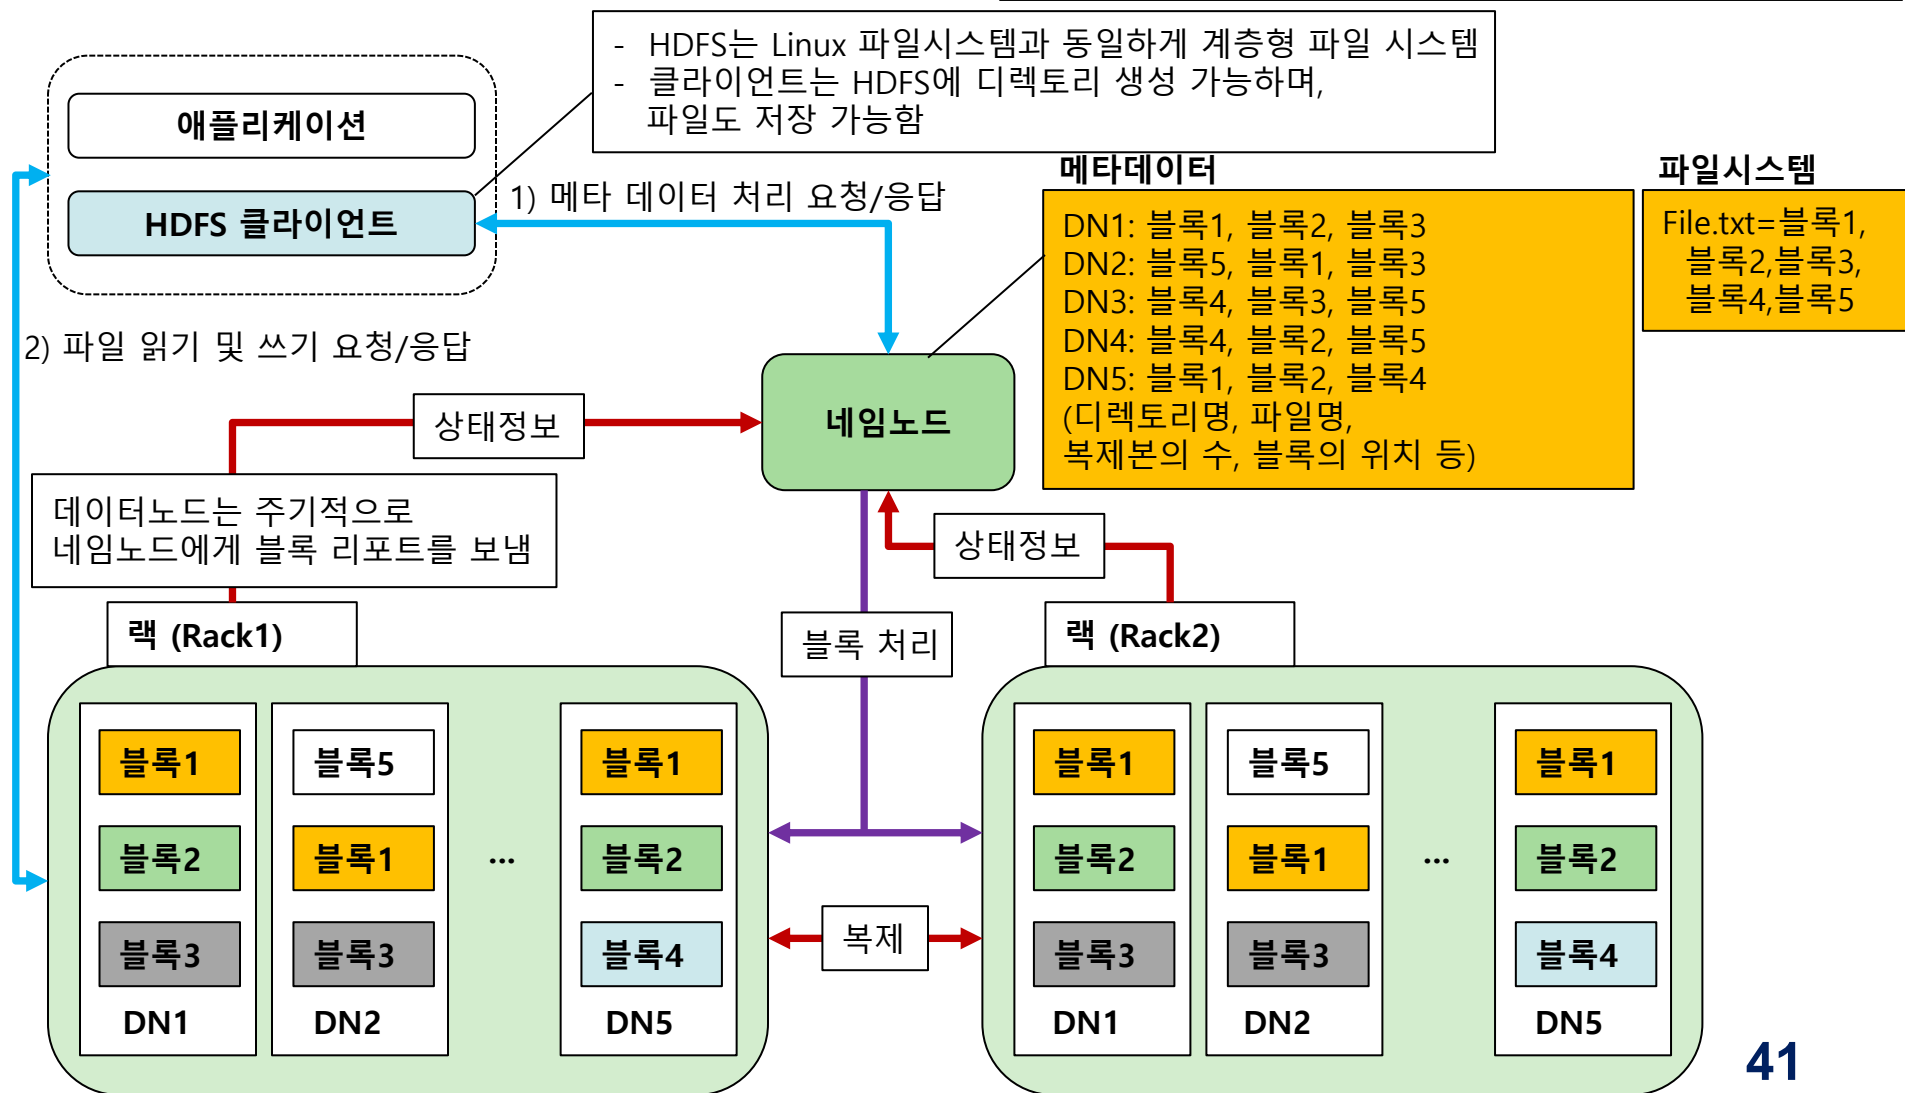 - HDFS는 Linux 파일시스템과 동일하게 계층형 파일 시스템
- 클라이언트는 HDFS에 디렉토리 생성 가능하며,
파일도 저장 가능함
애플리케이션
HDFS 클라이언트
1) 메타 데이터 처리 요청/응답
메타데이터
DN1: 블록1, 블록2, 블록3
DN2: 블록5, 블록1, 블록3
DN3: 블록4, 블록3, 블록5
DN4: 블록4, 블록2, 블록5
DN5: 블록1, 블록2, 블록4
(디렉토리명, 파일명,
복제본의 수, 블록의 위치 등)
파일시스템
File.txt=블록1,
블록2,블록3,
블록4,블록5
2) 파일 읽기 및 쓰기 요청/응답
네임노드
상태정보
데이터노드는 주기적으로
네임노드에게 블록 리포트를 보냄
상태정보
블록 처리
랙 (Rack1)
블록1
블록2
블록3
DN1
블록5
블록1
블록3
DN2
...
블록1
블록2
블록4
DN5
복제
랙 (Rack2)
블록1
블록2
블록3
DN1
블록5
블록1
블록3
DN2
...
블록1
블록2
블록4
DN5
41